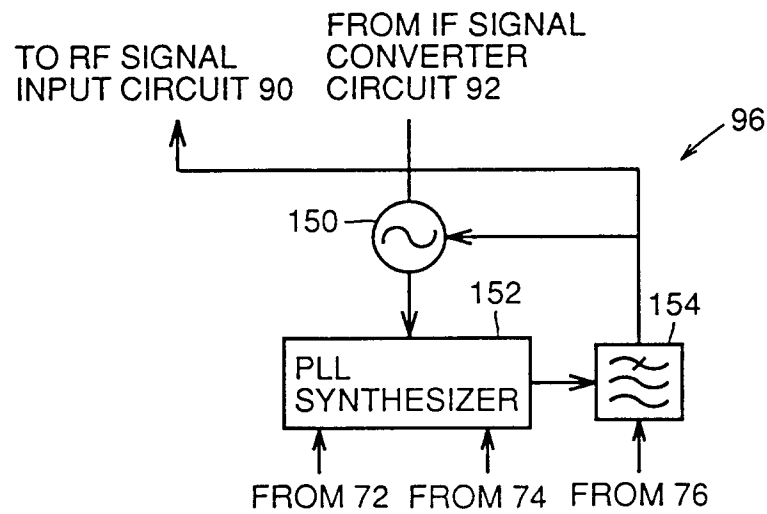 TO RF SIGNAL
INPUT CIRCUIT 90
FROM IF SIGNAL
CONVERTER
CIRCUIT 92
96
150
152
154
PLL
SYNTHESIZER
FROM 72
FROM 74
FROM 76